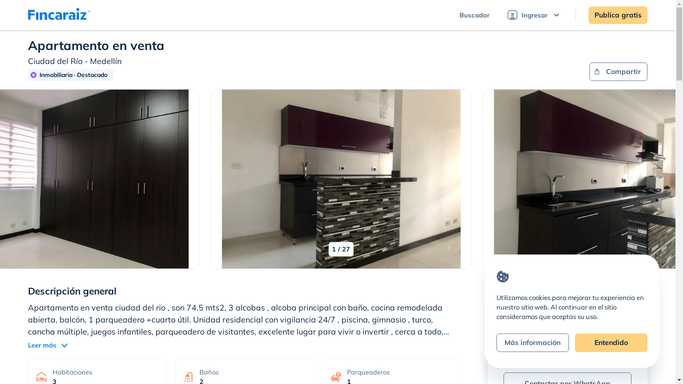 Fincaraiz
Buscador
Ingresar
Publica gratis
Apartamento en venta
Ciudad del Río - Medellín
Inmobiliaria · Destacado
Compartir
1 / 27
Descripción general
Apartamento en venta ciudad del rio , son 74.5 mts2, 3 alcobas , alcoba principal con baño, cocina remodelada
abierta, balcón, 1 parqueadero +cuarto útil. Unidad residencial con vigilancia 24/7 , piscina, gimnasio , turco,
cancha múltiple, juegos infantiles, parqueadero de visitantes, excelente lugar para vivir o invertir , cerca a todo,...
Leer más
Habitaciones
3
Baños
2
Parqueaderos
1
Utilizamos cookies para mejorar tu experiencia en
nuestro sitio web. Al continuar en el sitio
consideramos que aceptas su uso.
Más información
Entendido
Contactar por WhatsApp